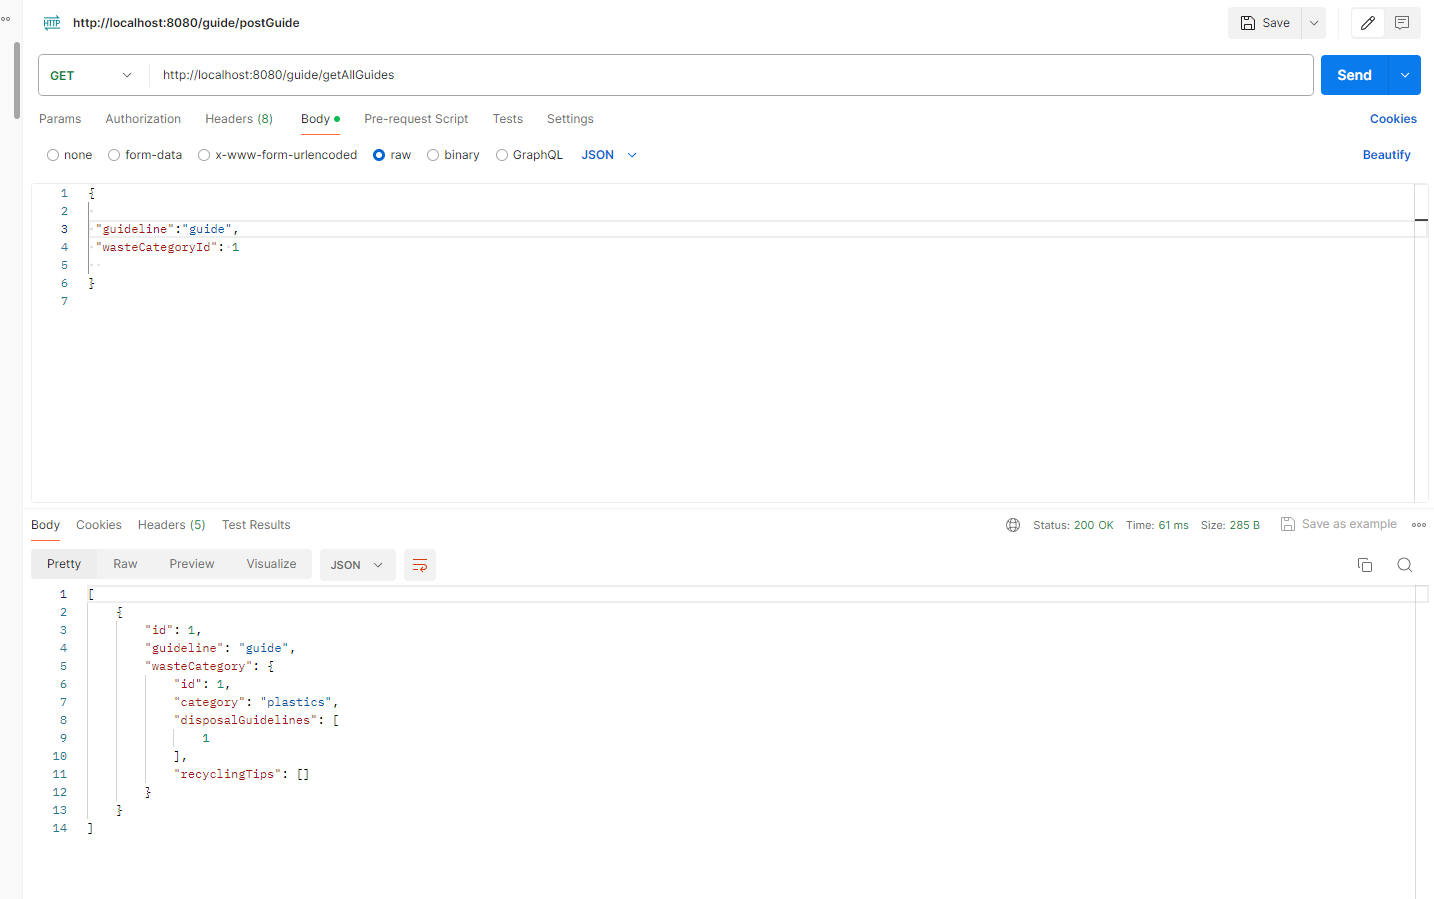 HTTP http://localhost:8080/guide/postGuide Save
GET http://localhost:8080/guide/getAllGuides Send
Params Authorization Headers (8) Body Pre-request Script Tests Settings Cookies
none form-data x-www-form-urlencoded raw binary GraphQL JSON Beautify
1 {
2
3 "guideline":"guide",
4 "wasteCategoryId": 1
5
6 }
7
Body Cookies Headers (5) Test Results Status: 200 OK Time: 61 ms Size: 285 B Save as example
Pretty Raw Preview Visualize JSON
1 [
2 {
3 "id": 1,
4 "guideline": "guide",
5 "wasteCategory": {
6 "id": 1,
7 "category": "plastics",
8 "disposalGuidelines": [
9 1
10 ],
11 "recyclingTips": []
12 }
13 }
14 ]